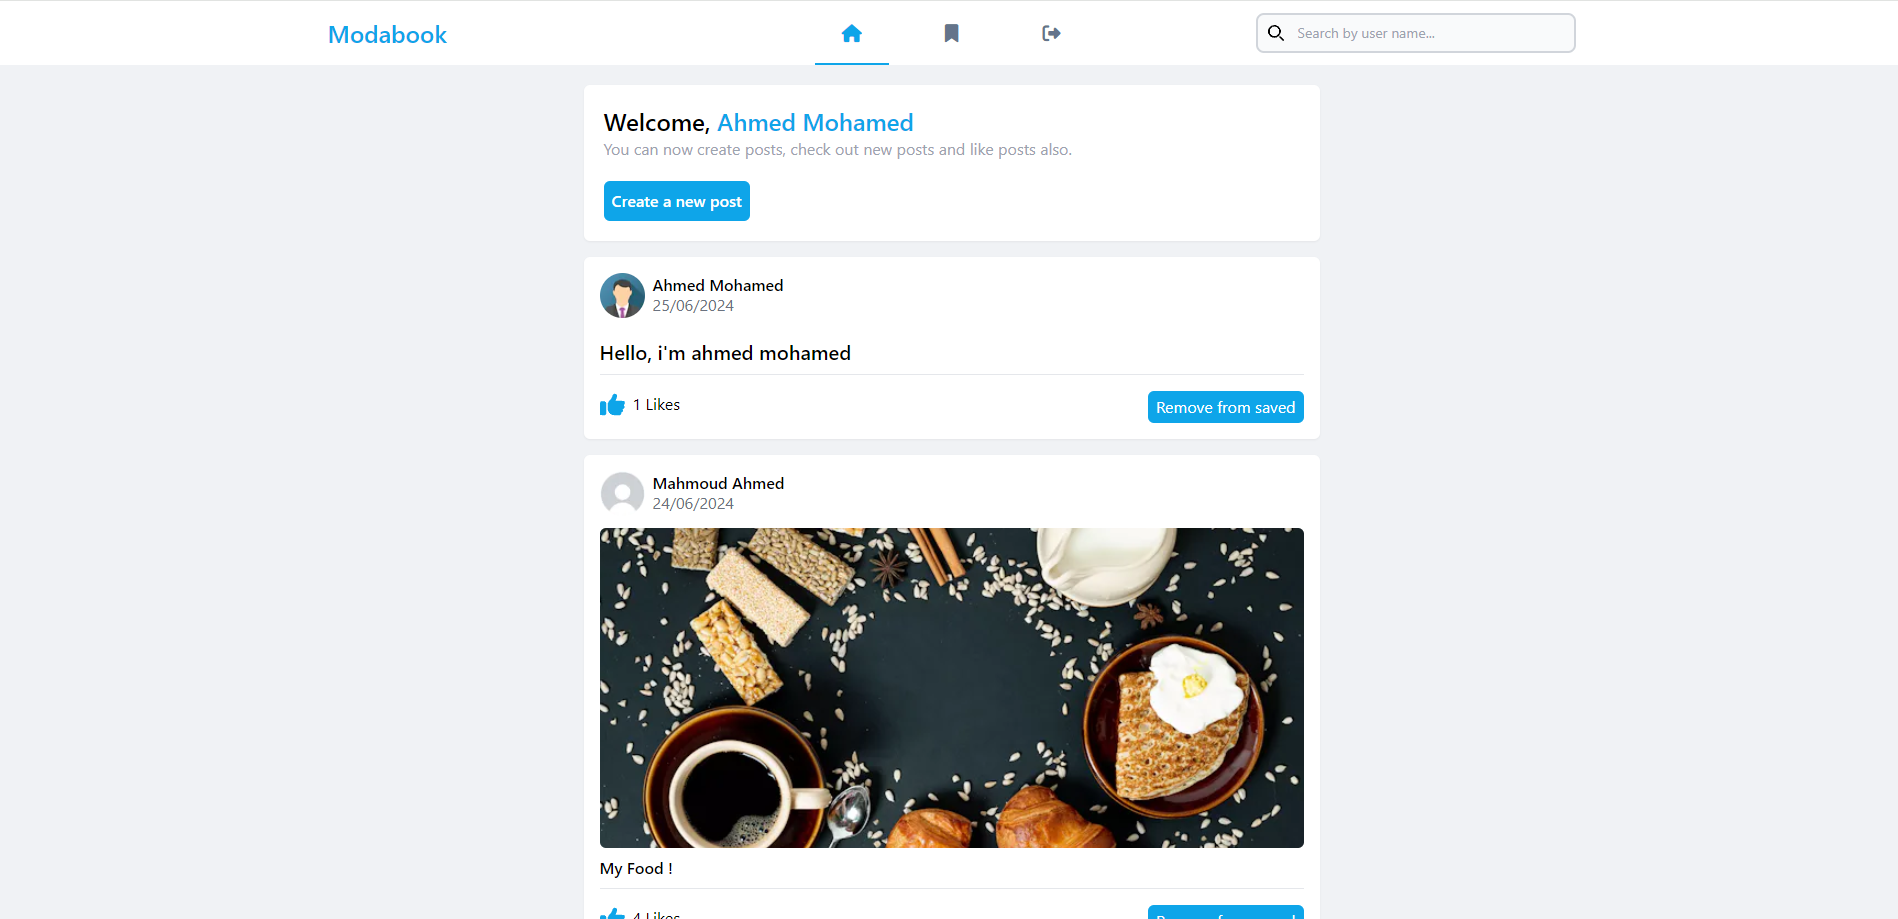 Modabook
Search by user name...
Welcome, Ahmed Mohamed
You can now create posts, check out new posts and like posts also.
Create a new post
Ahmed Mohamed
25/06/2024
Hello, i'm ahmed mohamed
1 Likes
Remove from saved
Mahmoud Ahmed
24/06/2024
My Food !
4 Likes